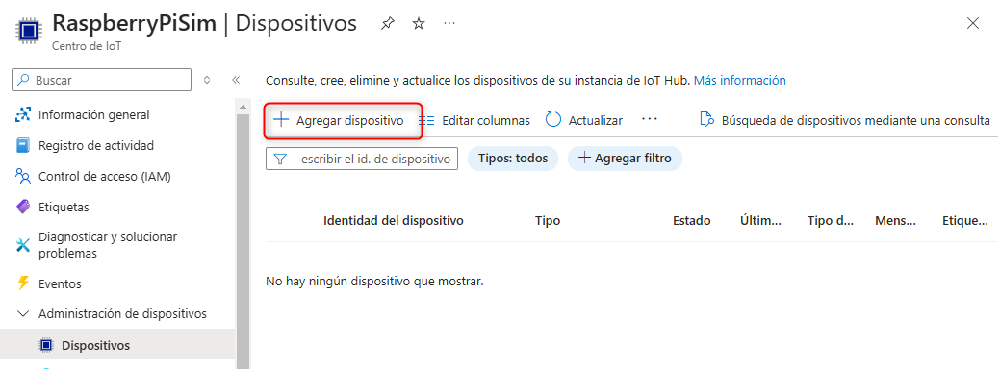 RaspberryPiSim | Dispositivos
Centro de IoT
Buscar
Consulte, cree, elimine y actualice los dispositivos de su instancia de IoT Hub. Más información
Información general
Registro de actividad
Control de acceso (IAM)
Etiquetas
Diagnosticar y solucionar
problemas
Eventos
Administración de dispositivos
Dispositivos
Agregar dispositivo
Editar columnas
Actualizar
Búsqueda de dispositivos mediante una consulta
escribir el id. de dispositivo
Tipos: todos
Agregar filtro
Identidad del dispositivo
Tipo
Estado
Últim...
Tipo d...
Mens...
Etique...
No hay ningún dispositivo que mostrar.